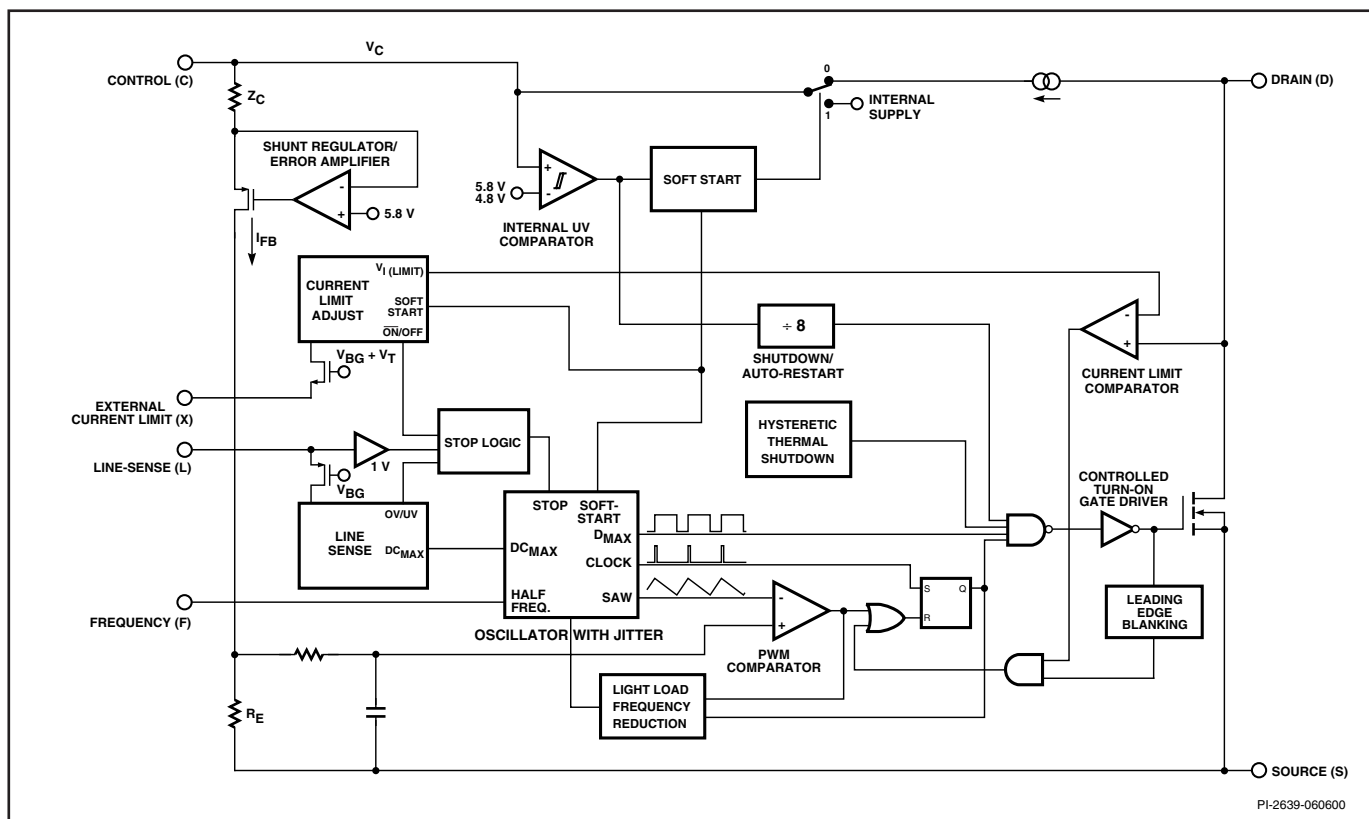 V_C
CONTROL (C)
Z_C
0
1
INTERNAL
SUPPLY
DRAIN (D)
SHUNT REGULATOR/
ERROR AMPLIFIER
-
+
5.8 V
I_FB
+
-
5.8 V
4.8 V
INTERNAL UV
COMPARATOR
SOFT START
CURRENT
LIMIT
ADJUST
V_I (LIMIT)
SOFT
START
O̅N̅/OFF
÷ 8
SHUTDOWN/
AUTO-RESTART
-
+
CURRENT LIMIT
COMPARATOR
V_BG + V_T
EXTERNAL
CURRENT LIMIT (X)
LINE-SENSE (L)
1 V
V_BG
STOP LOGIC
HYSTERETIC
THERMAL
SHUTDOWN
CONTROLLED
TURN-ON
GATE DRIVER
OV/UV
LINE
SENSE
DC_MAX
STOP
SOFT-
START
D_MAX
DC_MAX
CLOCK
HALF
FREQ.
SAW
OSCILLATOR WITH JITTER
FREQUENCY (F)
-
+
PWM
COMPARATOR
S
Q
R
LEADING
EDGE
BLANKING
LIGHT LOAD
FREQUENCY
REDUCTION
R_E
SOURCE (S)
PI-2639-060600